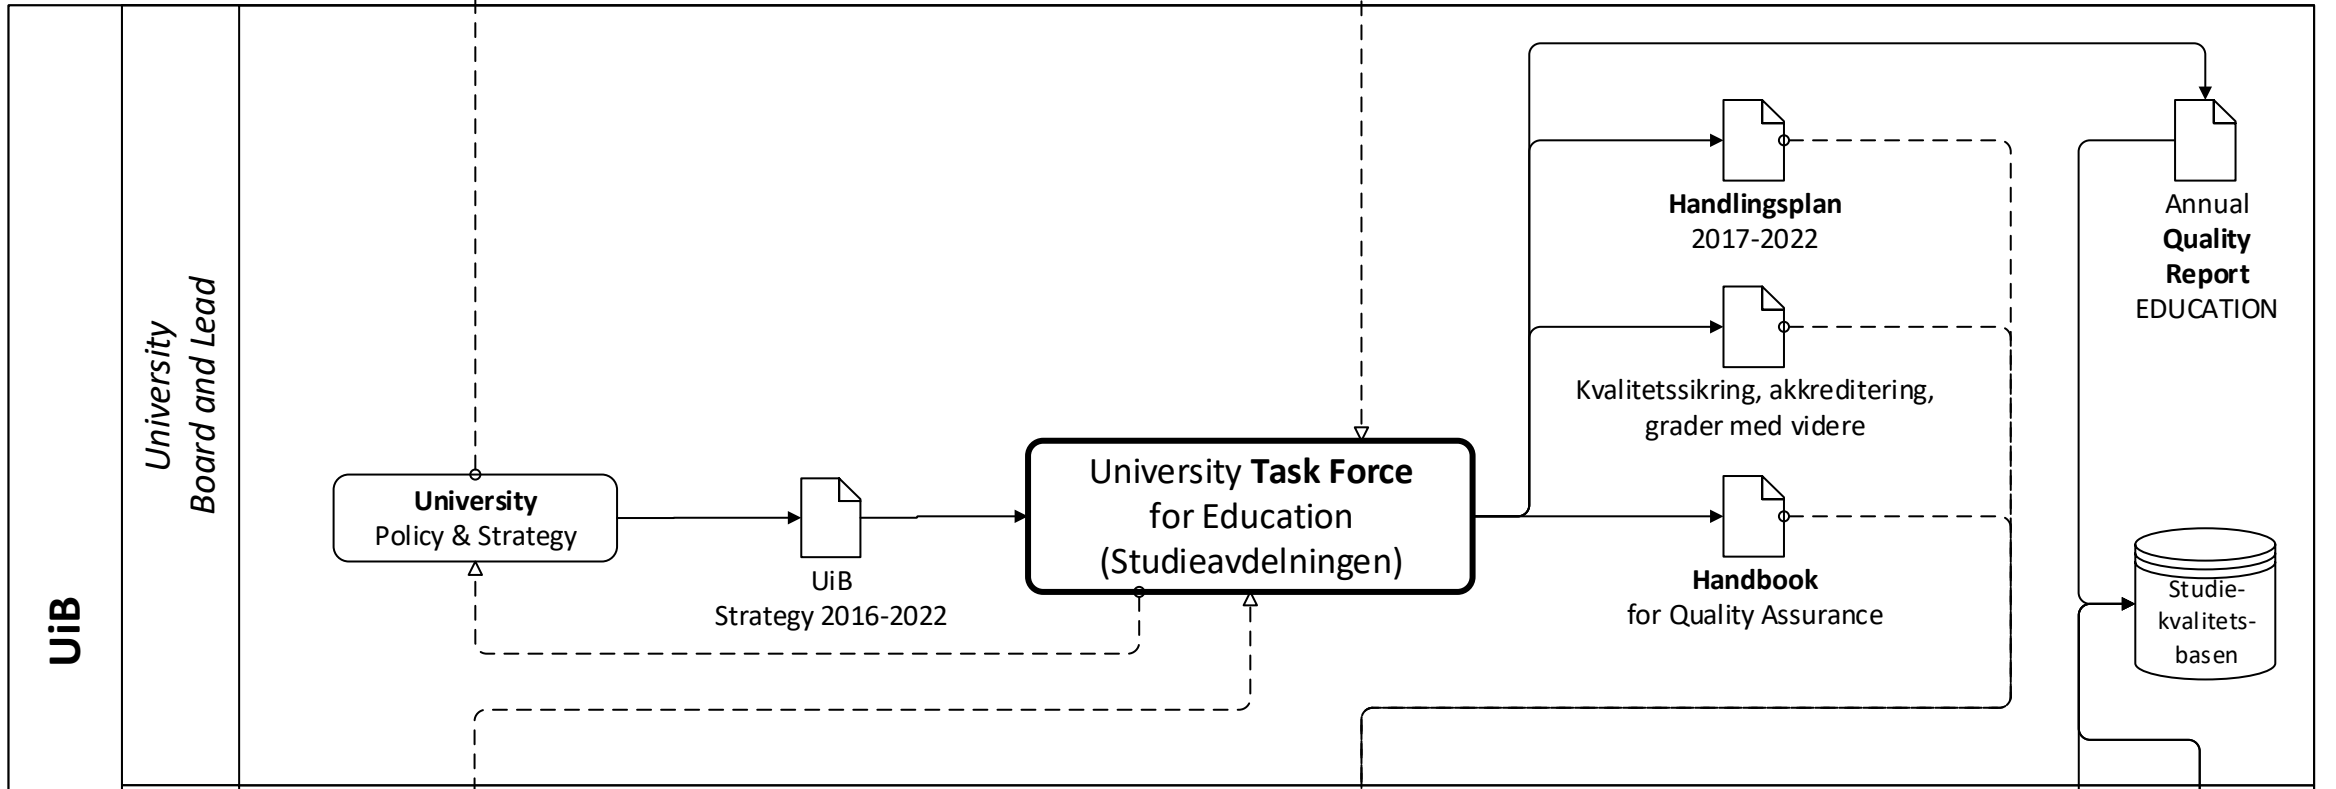 UiB
University
Board and Lead
University
Policy & Strategy
UiB
Strategy 2016-2022
University Task Force
for Education
(Studieavdelningen)
Handlingsplan
2017-2022
Kvalitetssikring, akkreditering,
grader med videre
Handbook
for Quality Assurance
Annual
Quality
Report
EDUCATION
Studie-
kvalitets-
basen